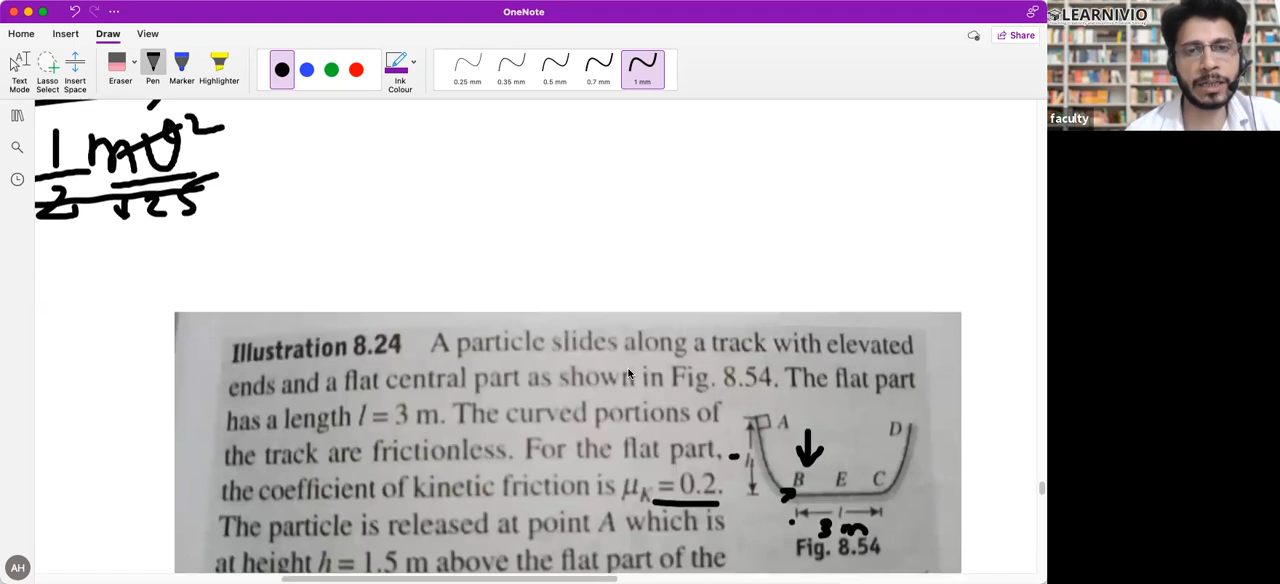 OneNote
LEARNIVIO
Home Insert Draw View
Share
Text Mode
Lasso Select
Insert Space
Eraser
Pen
Marker
Highlighter
Ink Colour
0.25 mm
0.35 mm
0.5 mm
0.7 mm
1 mm
faculty
1 mv²
2
Illustration 8.24 A particle slides along a track with elevated
ends and a flat central part as shown in Fig. 8.54. The flat part
has a length l = 3 m. The curved portions of
the track are frictionless. For the flat part,
the coefficient of kinetic friction is μk = 0.2.
The particle is released at point A which is
at height h = 1.5 m above the flat part of the
A
D
h
B E C
l
3 m
Fig. 8.54
AH